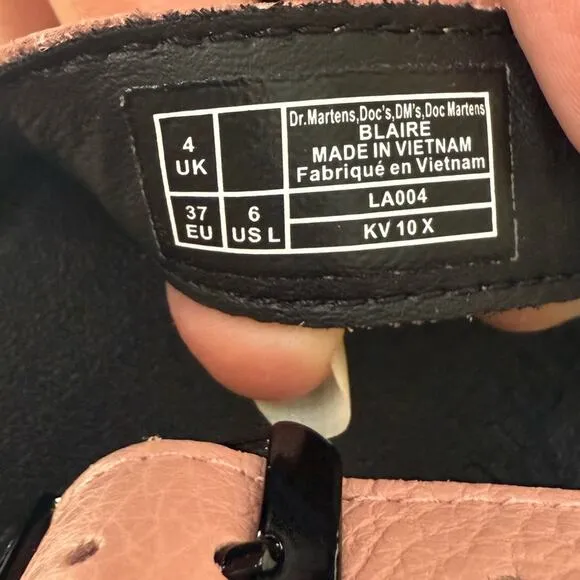 4
UK
Dr.Martens,Doc's,DM's,Doc Martens
BLAIRE
MADE IN VIETNAM
Fabriqué en Vietnam
37
EU
6
US L
LA004
KV 10 X